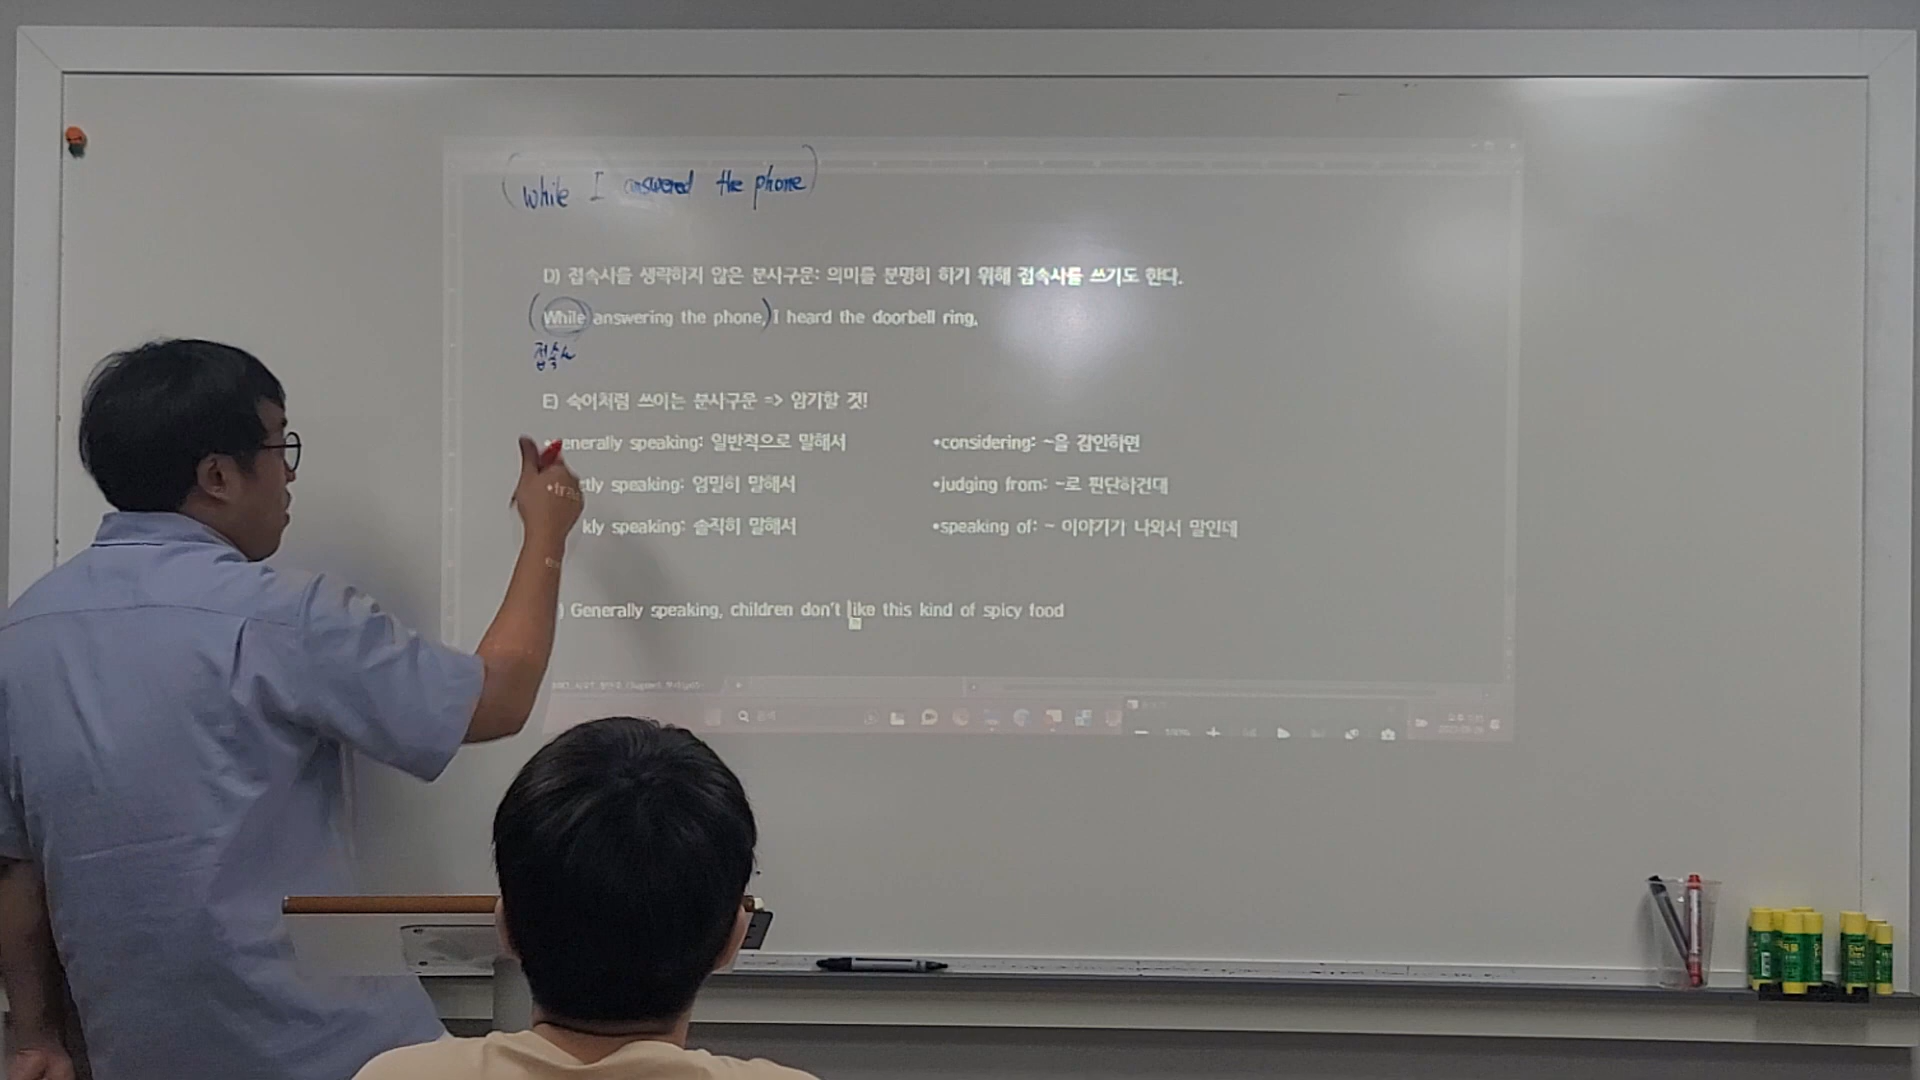 (while I answered the phone)
D) 접속사를 생략하지 않은 분사구문: 의미를 분명히 하기 위해 접속사를 쓰기도 한다.
(While answering the phone,) I heard the doorbell ring.
접속사
E) 숙어처럼 쓰이는 분사구문 => 암기할 것!
enerally speaking: 일반적으로 말해서
•considering: ~을 감안하면
tly speaking: 엄밀히 말해서
•judging from: ~로 판단하건대
kly speaking: 솔직히 말해서
•speaking of: ~ 이야기가 나와서 말인데
) Generally speaking, children don't like this kind of spicy food
검색
100%